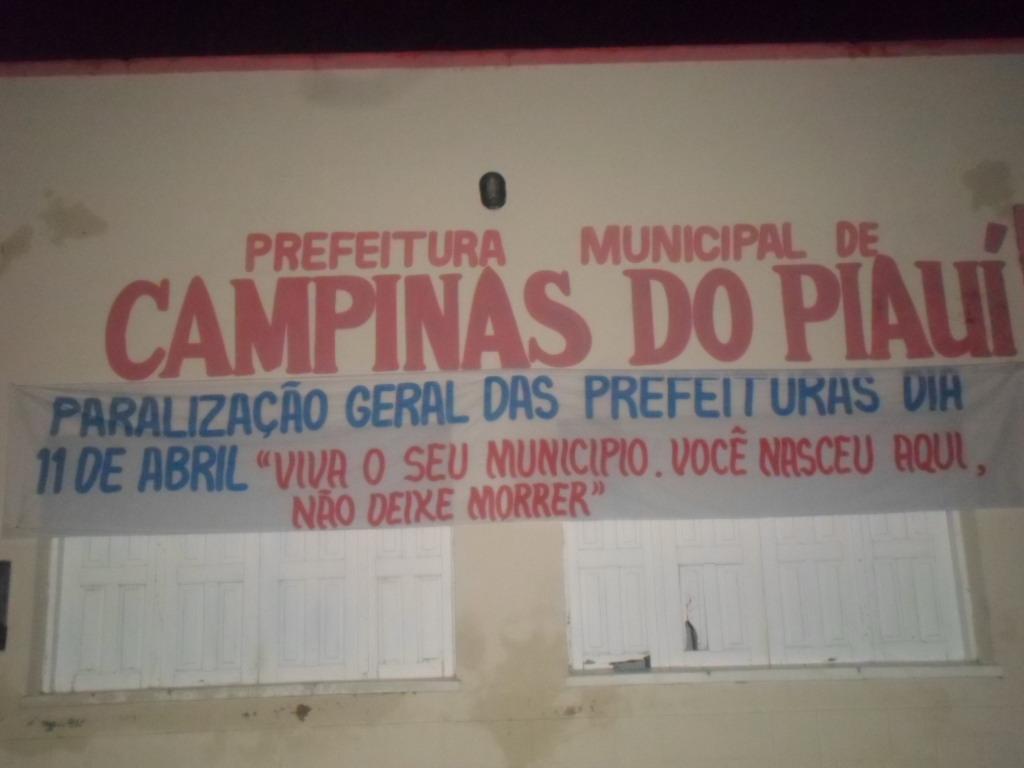 PREFEITURA MUNICIPAL DE
CAMPINAS DO PIAUÍ
PARALIZAÇÃO GERAL DAS PREFEITURAS DIA
11 DE ABRIL "VIVA O SEU MUNICIPIO. VOCÊ NASCEU AQUI,
NÃO DEIXE MORRER"